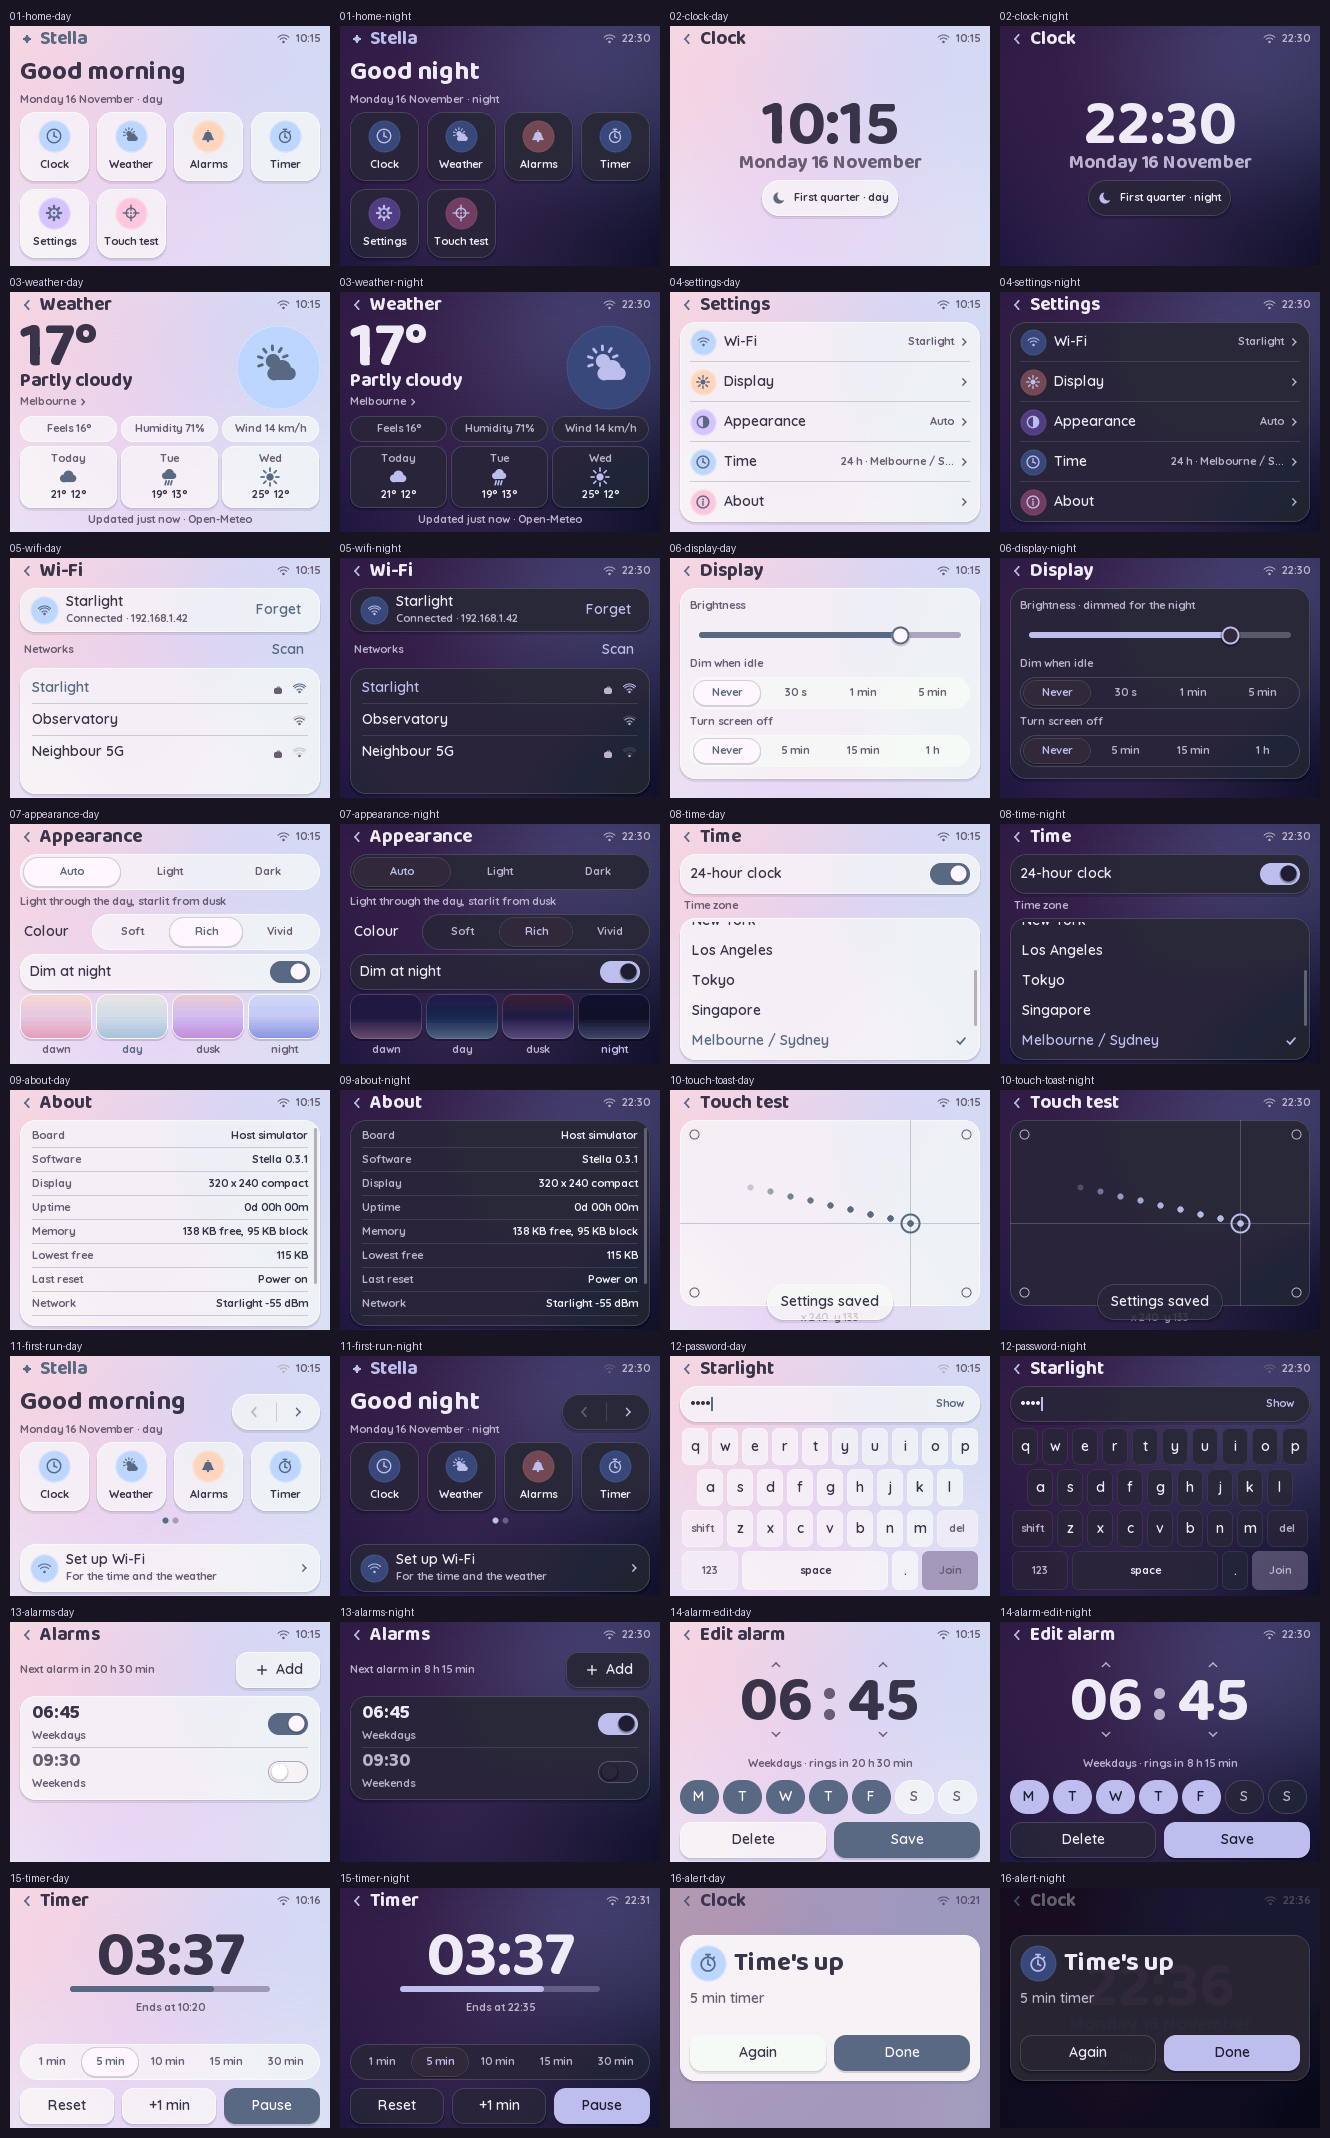 01-home-day
Stella
10:15
Good morning
Monday 16 November · day
Clock
Weather
Alarms
Timer
Settings
Touch test
01-home-night
Stella
22:30
Good night
Monday 16 November · night
Clock
Weather
Alarms
Timer
Settings
Touch test
02-clock-day
Clock
10:15
10:15
Monday 16 November
First quarter · day
02-clock-night
Clock
22:30
22:30
Monday 16 November
First quarter · night
03-weather-day
Weather
10:15
17°
Partly cloudy
Melbourne
Feels 16°
Humidity 71%
Wind 14 km/h
Today
Tue
Wed
21° 12°
19° 13°
25° 12°
Updated just now · Open-Meteo
03-weather-night
Weather
22:30
17°
Partly cloudy
Melbourne
Feels 16°
Humidity 71%
Wind 14 km/h
Today
Tue
Wed
21° 12°
19° 13°
25° 12°
Updated just now · Open-Meteo
04-settings-day
Settings
10:15
Wi-Fi
Starlight
Display
Appearance
Auto
Time
24 h · Melbourne / S...
About
04-settings-night
Settings
22:30
Wi-Fi
Starlight
Display
Appearance
Auto
Time
24 h · Melbourne / S...
About
05-wifi-day
Wi-Fi
10:15
Starlight
Connected · 192.168.1.42
Forget
Networks
Scan
Starlight
Observatory
Neighbour 5G
05-wifi-night
Wi-Fi
22:30
Starlight
Connected · 192.168.1.42
Forget
Networks
Scan
Starlight
Observatory
Neighbour 5G
06-display-day
Display
10:15
Brightness
Dim when idle
Never
30 s
1 min
5 min
Turn screen off
Never
5 min
15 min
1 h
06-display-night
Display
22:30
Brightness · dimmed for the night
Dim when idle
Never
30 s
1 min
5 min
Turn screen off
Never
5 min
15 min
1 h
07-appearance-day
Appearance
10:15
Auto
Light
Dark
Light through the day, starlit from dusk
Colour
Soft
Rich
Vivid
Dim at night
dawn
day
dusk
night
07-appearance-night
Appearance
22:30
Auto
Light
Dark
Light through the day, starlit from dusk
Colour
Soft
Rich
Vivid
Dim at night
dawn
day
dusk
night
08-time-day
Time
10:15
24-hour clock
Time zone
New York
Los Angeles
Tokyo
Singapore
Melbourne / Sydney
08-time-night
Time
22:30
24-hour clock
Time zone
New York
Los Angeles
Tokyo
Singapore
Melbourne / Sydney
09-about-day
About
10:15
Board
Host simulator
Software
Stella 0.3.1
Display
320 x 240 compact
Uptime
0d 00h 00m
Memory
138 KB free, 95 KB block
Lowest free
115 KB
Last reset
Power on
Network
Starlight -55 dBm
09-about-night
About
22:30
Board
Host simulator
Software
Stella 0.3.1
Display
320 x 240 compact
Uptime
0d 00h 00m
Memory
138 KB free, 95 KB block
Lowest free
115 KB
Last reset
Power on
Network
Starlight -55 dBm
10-touch-toast-day
Touch test
10:15
Settings saved
x 240 y 133
10-touch-toast-night
Touch test
22:30
Settings saved
x 240 y 133
11-first-run-day
Stella
10:15
Good morning
Monday 16 November · day
Clock
Weather
Alarms
Timer
Set up Wi-Fi
For the time and the weather
11-first-run-night
Stella
22:30
Good night
Monday 16 November · night
Clock
Weather
Alarms
Timer
Set up Wi-Fi
For the time and the weather
12-password-day
Starlight
10:15
••••
Show
q w e r t y u i o p
a s d f g h j k l
shift z x c v b n m del
123 space . Join
12-password-night
Starlight
22:30
••••
Show
q w e r t y u i o p
a s d f g h j k l
shift z x c v b n m del
123 space . Join
13-alarms-day
Alarms
10:15
Next alarm in 20 h 30 min
+ Add
06:45
Weekdays
09:30
Weekends
13-alarms-night
Alarms
22:30
Next alarm in 8 h 15 min
+ Add
06:45
Weekdays
09:30
Weekends
14-alarm-edit-day
Edit alarm
10:15
06 : 45
Weekdays · rings in 20 h 30 min
M T W T F S S
Delete
Save
14-alarm-edit-night
Edit alarm
22:30
06 : 45
Weekdays · rings in 8 h 15 min
M T W T F S S
Delete
Save
15-timer-day
Timer
10:16
03:37
Ends at 10:20
1 min
5 min
10 min
15 min
30 min
Reset
+1 min
Pause
15-timer-night
Timer
22:31
03:37
Ends at 22:35
1 min
5 min
10 min
15 min
30 min
Reset
+1 min
Pause
16-alert-day
Clock
10:21
Time's up
5 min timer
Again
Done
16-alert-night
Clock
22:36
Time's up
22:36
5 min timer
Monday 16 November
Again
Done